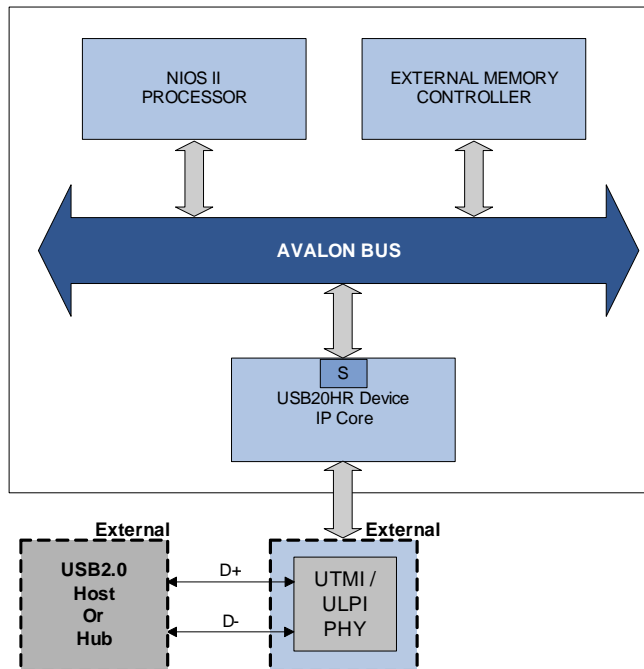 NIOS II
PROCESSOR
EXTERNAL MEMORY
CONTROLLER
AVALON BUS
S
USB20HR Device
IP Core
External
External
USB2.0
Host
Or
Hub
D+
D-
UTMI /
ULPI
PHY